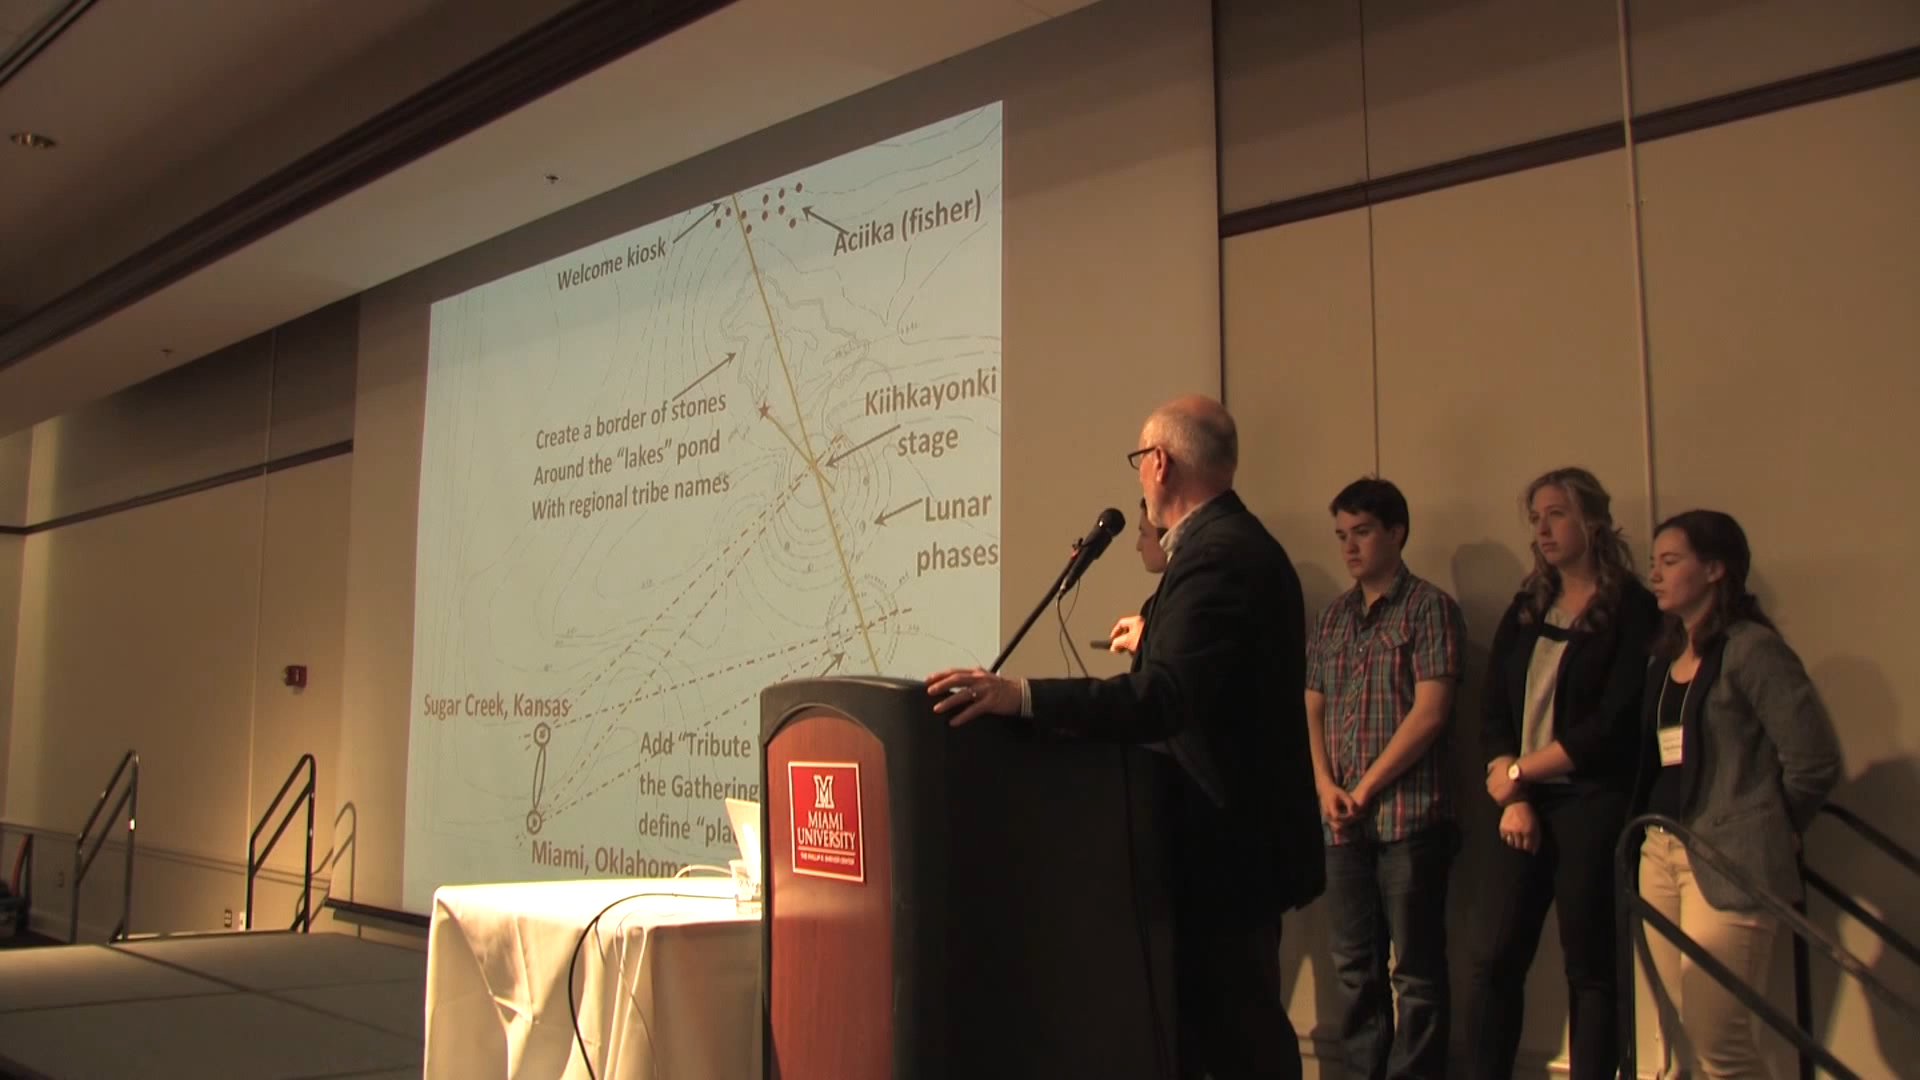 Welcome kiosk
Aciika (fisher)
Create a border of stones
Around the "lakes" pond
With regional tribe names
Kiihkayonki
stage
Lunar
phases
Sugar Creek, Kansas
Add "Tribute
the Gathering
define
Miami, Oklahoma
M
MIAMI
UNIVERSITY